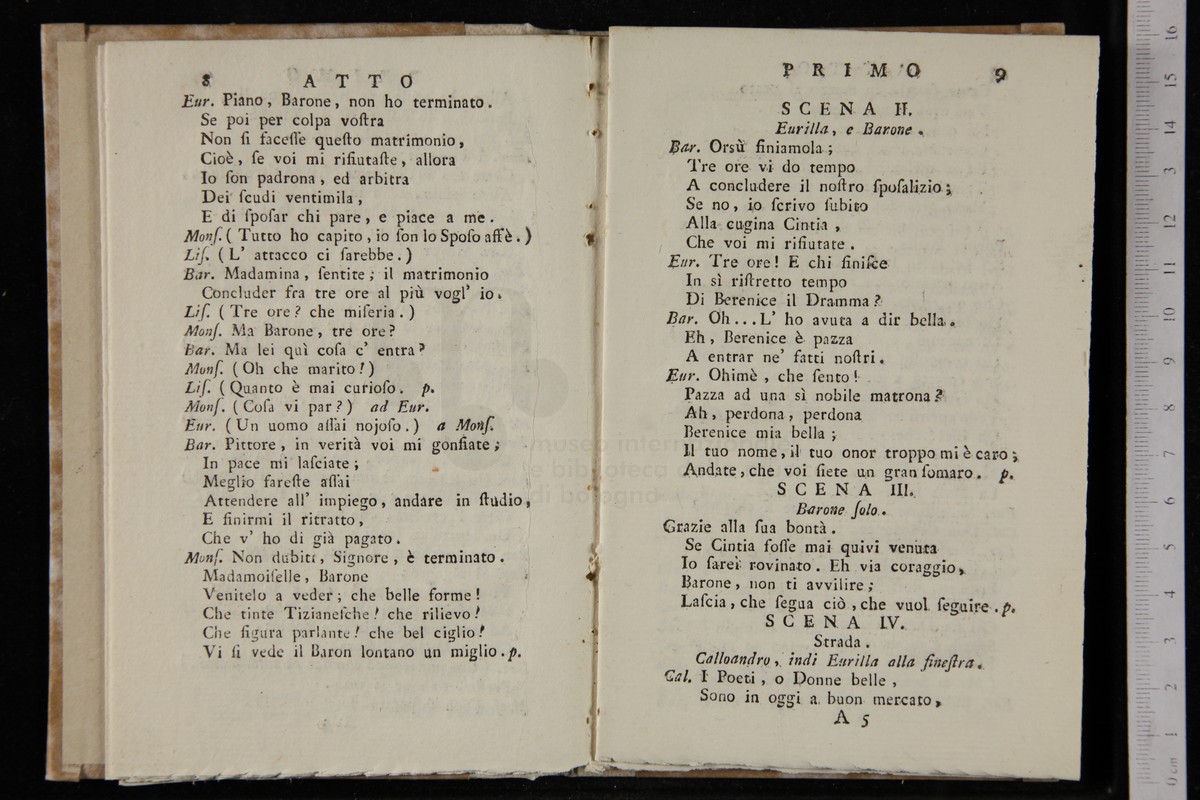 8 ATTO
Eur. Piano, Barone, non ho terminato.
Se poi per colpa voſtra
Non ſi faceſſe queſto matrimonio,
Cioè, ſe voi mi rifiutaſte, allora
Io ſon padrona, ed arbitra
Dei ſcudi ventimila,
E di ſpoſar chi pare, e piace a me.
Monſ. ( Tutto ho capito, io ſon lo Spoſo affè. )
Liſ. ( L' attacco ci ſarebbe. )
Bar. Madamina, ſentite; il matrimonio
Concluder fra tre ore al più vogl' io.
Liſ. ( Tre ore? che miſeria. )
Monſ. Ma Barone, tre ore?
Bar. Ma lei quì coſa c' entra?
Monſ. (Oh che marito!)
Liſ. ( Quanto è mai curioſo. p.
Monſ. (Coſa vi par?) ad Eur.
Eur. (Un uomo aſſai nojoſo.) a Monſ.
Bar. Pittore, in verità voi mi gonfiate;
In pace mi laſciate;
Meglio fareſte aſſai
Attendere all' impiego, andare in ſtudio,
E finirmi il ritratto,
Che v' ho di già pagato.
Monſ. Non dubiti, Signore, è terminato.
Madamoiſelle, Barone
Venitelo a veder; che belle forme!
Che tinte Tizianeſche! che rilievo!
Che figura parlante! che bel ciglio!
Vi ſi vede il Baron lontano un miglio. p.
PRIMO 9
SCENA II.
Eurilla, e Barone.
Bar. Orsù finiamola;
Tre ore vi do tempo
A concludere il noſtro ſpoſalizio;
Se no, io ſcrivo ſubito
Alla cugina Cintia,
Che voi mi rifiutate.
Eur. Tre ore! E chi finiſce
In sì riſtretto tempo
Di Berenice il Dramma?
Bar. Oh... L' ho avuta a dir bella.
Eh, Berenice è pazza
A entrar ne' fatti noſtri.
Eur. Ohimè, che ſento!
Pazza ad una sì nobile matrona?
Ah, perdona, perdona
Berenice mia bella;
Il tuo nome, il tuo onor troppo mi è caro;
Andate, che voi ſiete un gran ſomaro. p.
SCENA III.
Barone ſolo.
Grazie alla ſua bontà.
Se Cintia foſſe mai quivi venuta
Io ſarei rovinato. Eh via coraggio,
Barone, non ti avvilire;
Laſcia, che ſegua ciò, che vuol ſeguire. p.
SCENA IV.
Strada.
Calloandro, indi Eurilla alla fineſtra.
Cal. I Poeti, o Donne belle,
Sono in oggi a buon mercato,
A 5